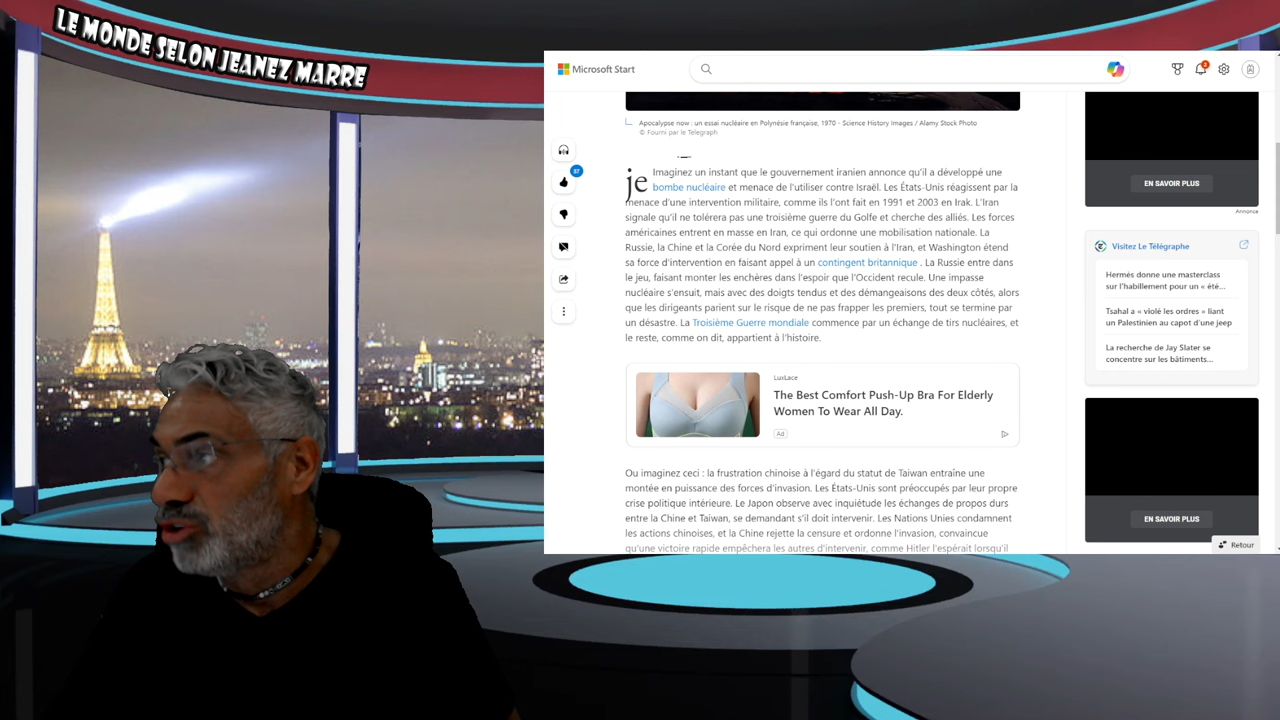 LE MONDE SELON JEANEZ MARRE
Microsoft Start
2
Apocalypse now : un essai nucléaire en Polynésie française, 1970 - Science History Images / Alamy Stock Photo
© Fourni par le Telegraph
37
je Imaginez un instant que le gouvernement iranien annonce qu'il a développé une
bombe nucléaire et menace de l'utiliser contre Israël. Les États-Unis réagissent par la
menace d'une intervention militaire, comme ils l'ont fait en 1991 et 2003 en Irak. L'Iran
signale qu'il ne tolérera pas une troisième guerre du Golfe et cherche des alliés. Les forces
américaines entrent en masse en Iran, ce qui ordonne une mobilisation nationale. La
Russie, la Chine et la Corée du Nord expriment leur soutien à l'Iran, et Washington étend
sa force d'intervention en faisant appel à un contingent britannique . La Russie entre dans
le jeu, faisant monter les enchères dans l'espoir que l'Occident recule. Une impasse
nucléaire s'ensuit, mais avec des doigts tendus et des démangeaisons des deux côtés, alors
que les dirigeants parient sur le risque de ne pas frapper les premiers, tout se termine par
un désastre. La Troisième Guerre mondiale commence par un échange de tirs nucléaires, et
le reste, comme on dit, appartient à l'histoire.
LuxLace
The Best Comfort Push-Up Bra For Elderly
Women To Wear All Day.
Ad
Ou imaginez ceci : la frustration chinoise à l'égard du statut de Taiwan entraîne une
montée en puissance des forces d'invasion. Les États-Unis sont préoccupés par leur propre
crise politique intérieure. Le Japon observe avec inquiétude les échanges de propos durs
entre la Chine et Taiwan, se demandant s'il doit intervenir. Les Nations Unies condamnent
les actions chinoises, et la Chine rejette la censure et ordonne l'invasion, convaincue
qu'une victoire rapide empêchera les autres d'intervenir, comme Hitler l'espérait lorsqu'il
EN SAVOIR PLUS
Annonce
Visitez Le Télégraphe
Hermès donne une masterclass
sur l'habillement pour un « été...
Tsahal a « violé les ordres » liant
un Palestinien au capot d'une jeep
La recherche de Jay Slater se
concentre sur les bâtiments...
EN SAVOIR PLUS
Retour